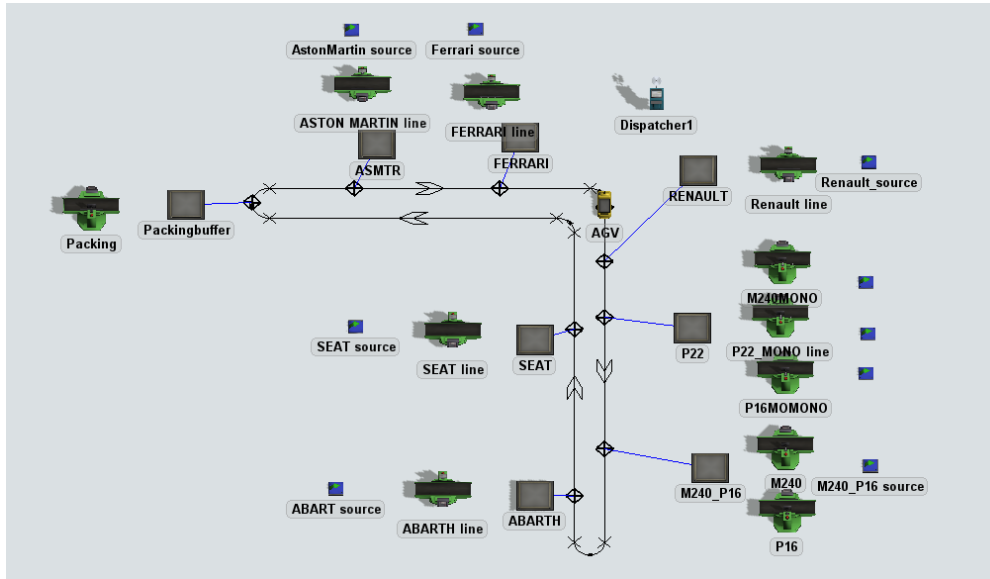 AstonMartin source
Ferrari source
ASTON MARTIN line
FERRARI line
Dispatcher1
ASMTR
FERRARI
RENAULT
Renault_source
Renault line
Packing
Packingbuffer
AGV
M240MONO
SEAT source
SEAT line
SEAT
P22
P22_MONO line
P16MOMONO
M240_P16
M240
M240_P16 source
ABART source
ABARTH line
ABARTH
P16